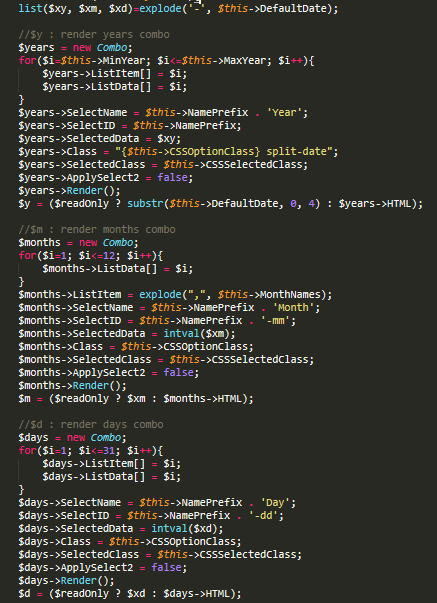 list($xy, $xm, $xd)=explode('-', $this->DefaultDate);
//$y : render years combo
$years = new Combo;
for($i=$this->MinYear; $i<=$this->MaxYear; $i++){
$years->ListItem[] = $i;
$years->ListData[] = $i;
}
$years->SelectName = $this->NamePrefix . 'Year';
$years->SelectID = $this->NamePrefix;
$years->SelectedData = $xy;
$years->Class = "{$this->CSSOptionClass} split-date";
$years->SelectedClass = $this->CSSSelectedClass;
$years->ApplySelect2 = false;
$years->Render();
$y = ($readOnly ? substr($this->DefaultDate, 0, 4) : $years->HTML);
//$m : render months combo
$months = new Combo;
for($i=1; $i<=12; $i++){
$months->ListData[] = $i;
}
$months->ListItem = explode(",", $this->MonthNames);
$months->SelectName = $this->NamePrefix . 'Month';
$months->SelectID = $this->NamePrefix . '-mm';
$months->SelectedData = intval($xm);
$months->Class = $this->CSSOptionClass;
$months->SelectedClass = $this->CSSSelectedClass;
$months->ApplySelect2 = false;
$months->Render();
$m = ($readOnly ? $xm : $months->HTML);
//$d : render days combo
$days = new Combo;
for($i=1; $i<=31; $i++){
$days->ListItem[] = $i;
$days->ListData[] = $i;
}
$days->SelectName = $this->NamePrefix . 'Day';
$days->SelectID = $this->NamePrefix . '-dd';
$days->SelectedData = intval($xd);
$days->Class = $this->CSSOptionClass;
$days->SelectedClass = $this->CSSSelectedClass;
$days->ApplySelect2 = false;
$days->Render();
$d = ($readOnly ? $xd : $days->HTML);